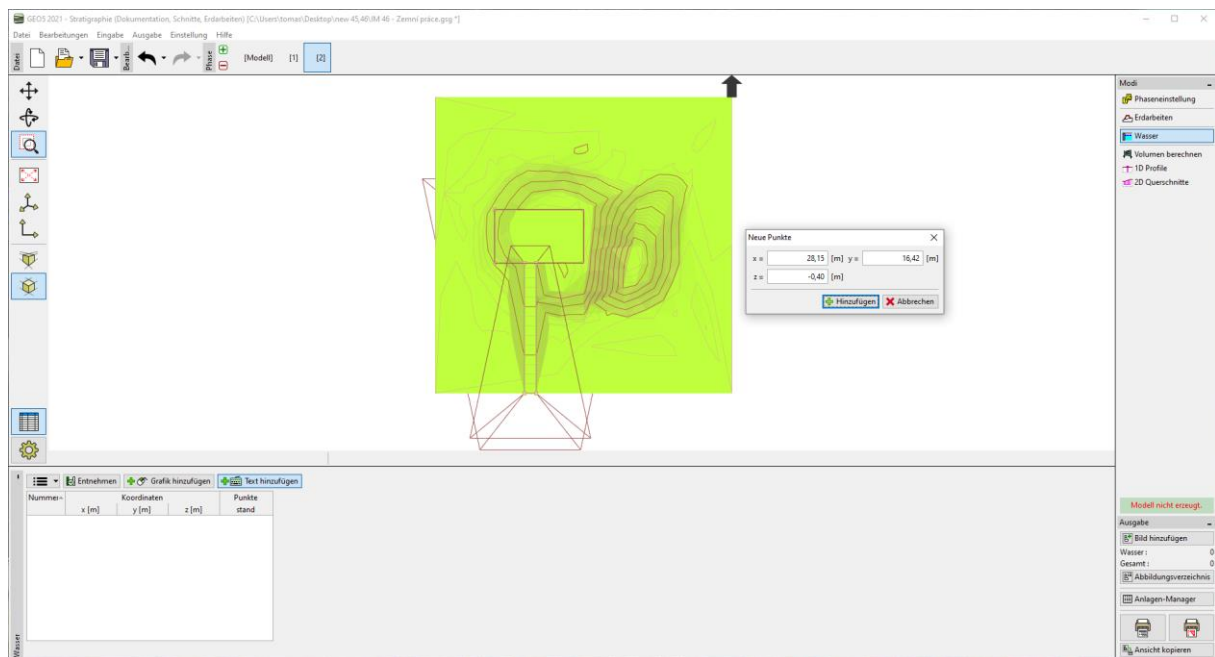 GEO5 2021 - Stratigraphie (Dokumentation, Schnitte, Erdarbeiten) [C:\Users\tomar\Desktop\new 45,46\IM 46 - Zemní práce.gsg *]
Datei Bearbeitungen Eingabe Ausgabe Einstellung Hilfe
Datei
Bearb...
Phase...
[Modell] [1] [2]
Modi
Phaseneinstellung
Erdarbeiten
Wasser
Volumen berechnen
1D Profile
2D Querschnitte
Neue Punkte
x = 28,15 [m] y = 16,42 [m]
z = -0,40 [m]
Hinzufügen Abbrechen
Entnehmen Grafik hinzufügen Text hinzufügen
Nummer Koordinaten Punkte
x [m] y [m] z [m] stand
Wasser
Modell nicht erzeugt.
Ausgabe
Bild hinzufügen
Wasser : 0
Gesamt : 0
Abbildungsverzeichnis
Anlagen-Manager
Ansicht kopieren